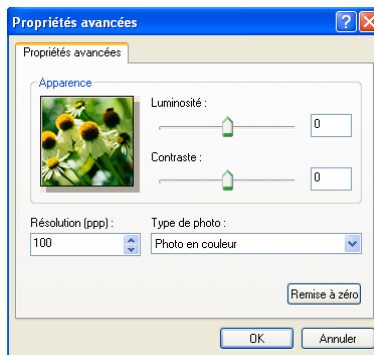 Propriétés avancées
Propriétés avancées
Apparence
Luminosité :
0
Contraste :
0
Résolution (ppp) :
Type de photo :
100
Photo en couleur
Remise à zéro
OK
Annuler